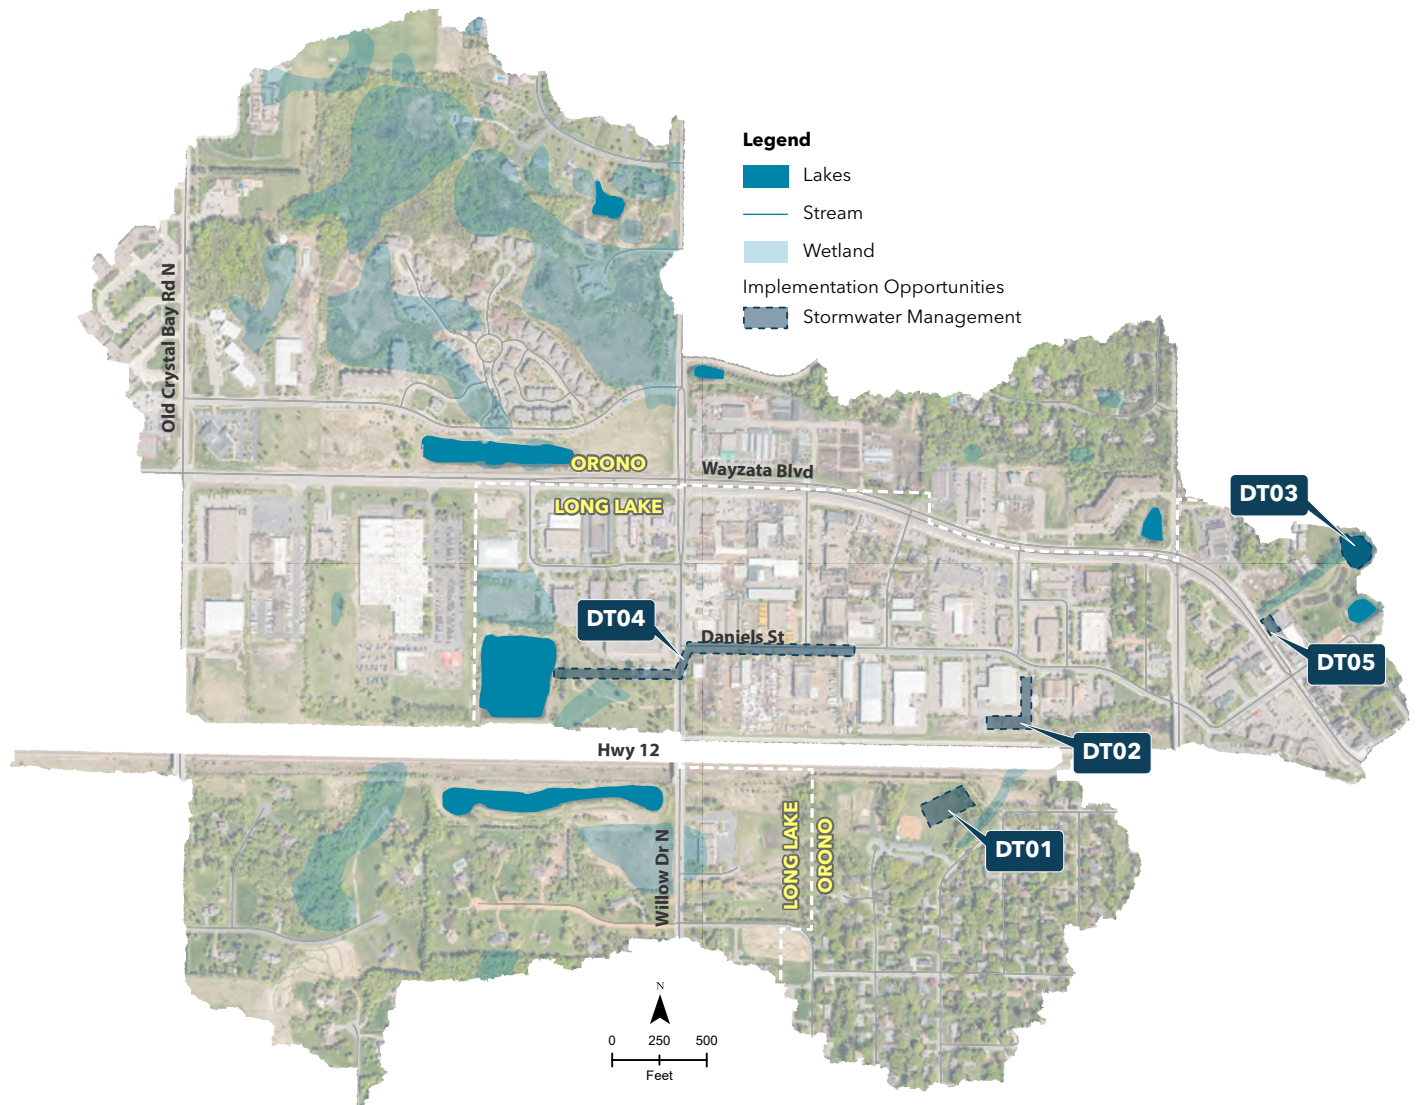 Legend
Lakes
Stream
Wetland
Implementation Opportunities
Stormwater Management
Old Crystal Bay Rd N
ORONO
Wayzata Blvd
LONG LAKE
DT03
DT04
Daniels St
DT05
Hwy 12
DT02
LONG LAKE
ORONO
Willow Dr N
DT01
N
0 250 500
Feet